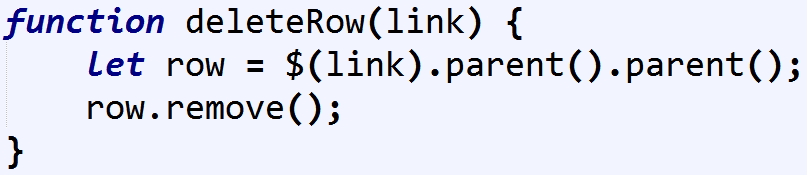 function deleteRow(link) {
    let row = $(link).parent().parent();
    row.remove();
}